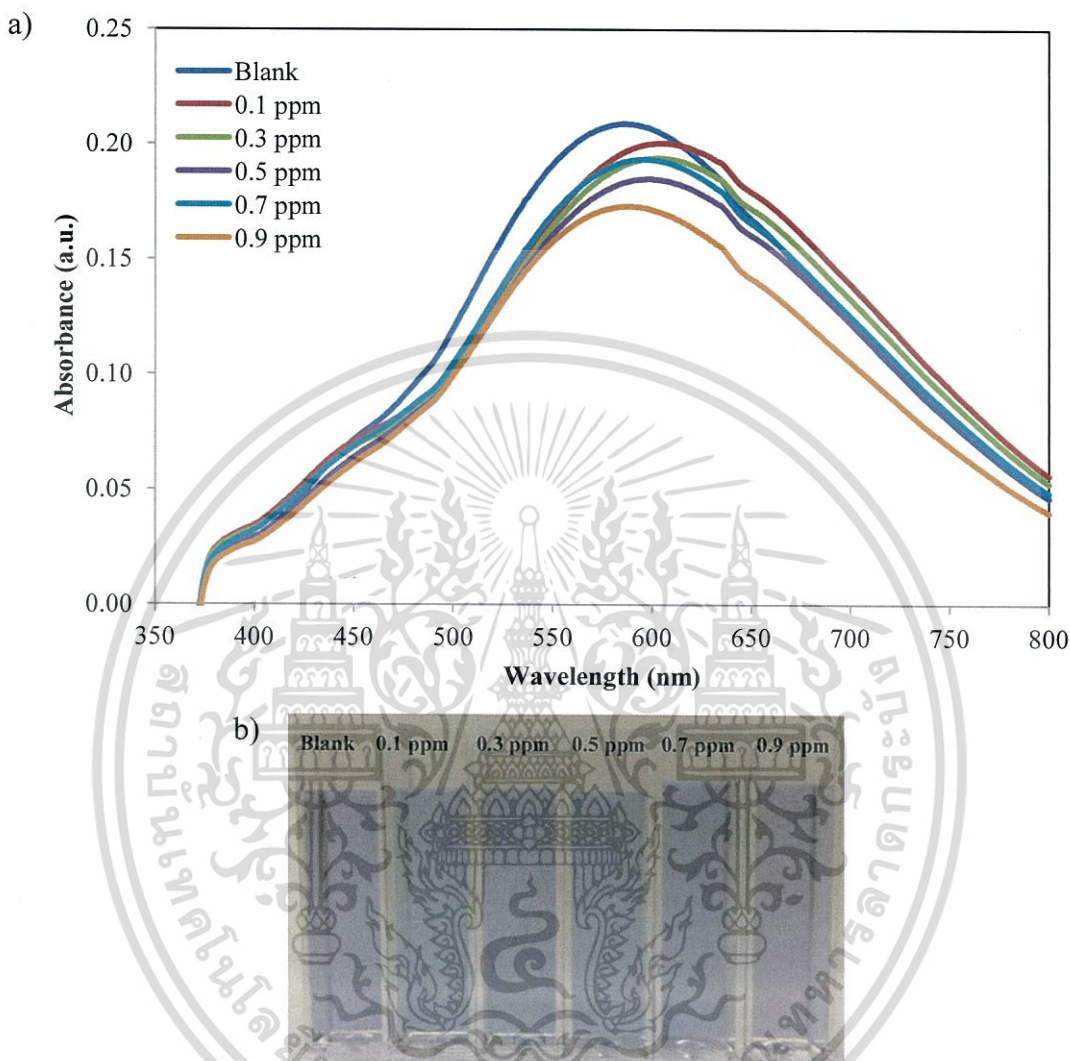 a)
0.25
0.20
0.15
0.10
0.05
0.00
Absorbance (a.u.)
Blank
0.1 ppm
0.3 ppm
0.5 ppm
0.7 ppm
0.9 ppm
350 400 450 500 550 600 650 700 750 800
Wavelength (nm)
b)
Blank 0.1 ppm 0.3 ppm 0.5 ppm 0.7 ppm 0.9 ppm